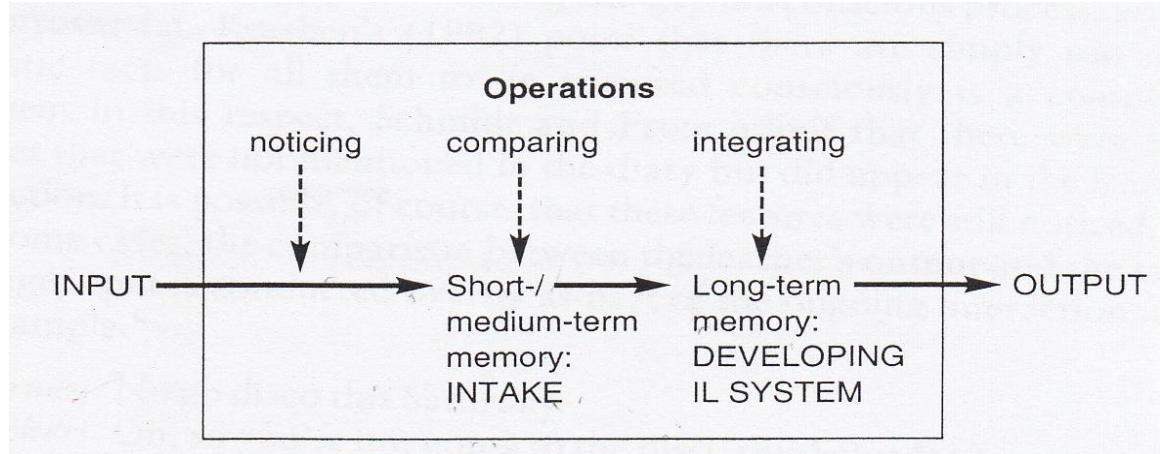 Operations
noticing comparing integrating
INPUT Short-/ Long-term OUTPUT
medium-term memory:
memory: DEVELOPING
INTAKE IL SYSTEM